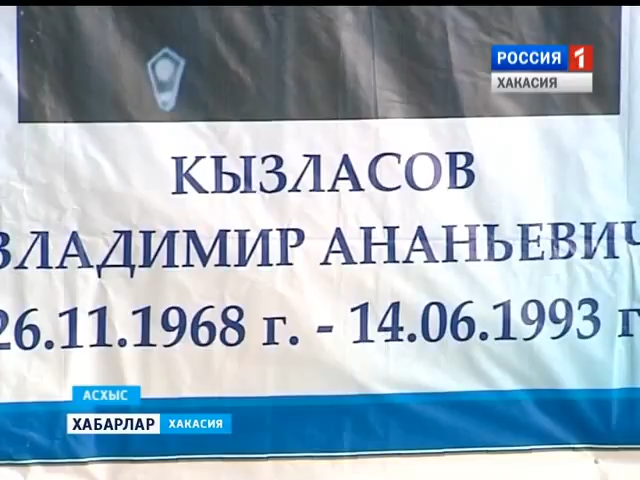 РОССИЯ 1
ХАКАСИЯ
КЫЗЛАСОВ
ВЛАДИМИР АНАНЬЕВИЧ
26.11.1968 г. - 14.06.1993 г
АСХЫС
ХАБАРЛАР ХАКАСИЯ